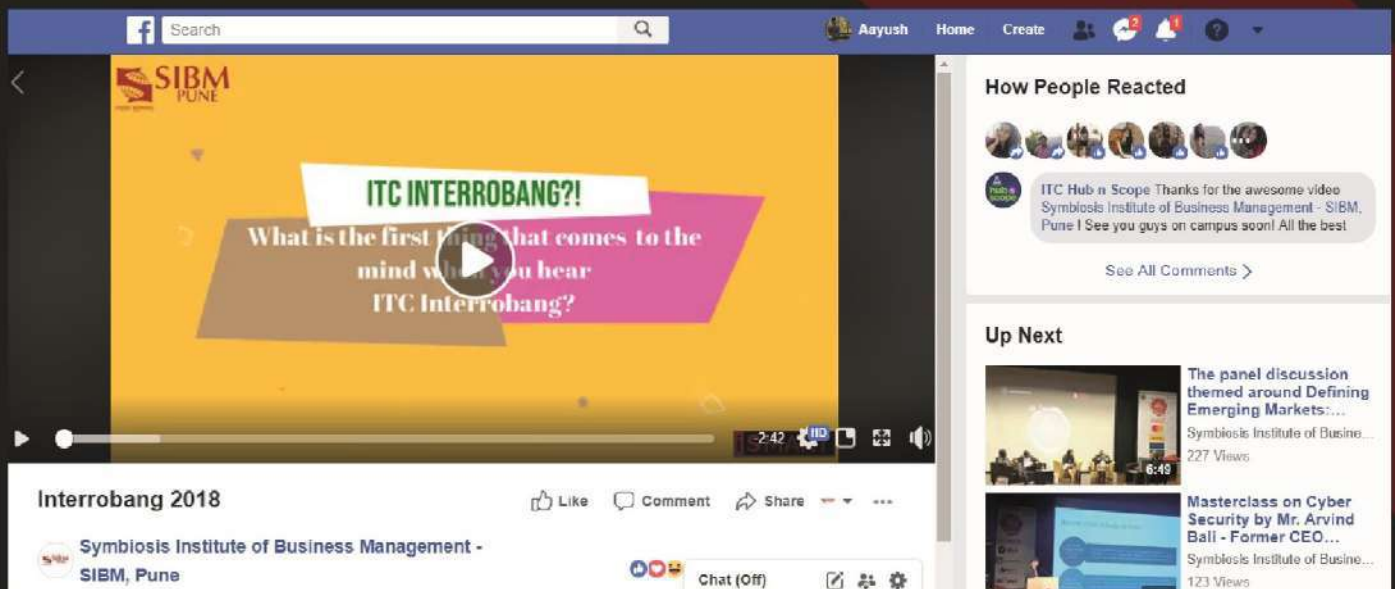 f Search Aayush Home Create 2 1 ?
SIBM
PUNE
ITC INTERROBANG?!
What is the first thing that comes to the
mind when you hear
ITC Interrobang?
-2:42 HD
Interrobang 2018
Like Comment Share
Symbiosis Institute of Business Management -
SIBM, Pune
Chat (Off)
How People Reacted
hub n
scope
ITC Hub n Scope Thanks for the awesome video
Symbiosis Institute of Business Management - SIBM,
Pune ! See you guys on campus soon! All the best
See All Comments >
Up Next
The panel discussion
themed around Defining
Emerging Markets:...
Symbiosis Institute of Busine...
227 Views
6:49
Masterclass on Cyber
Security by Mr. Arvind
Bali - Former CEO...
Symbiosis Institute of Busine...
123 Views